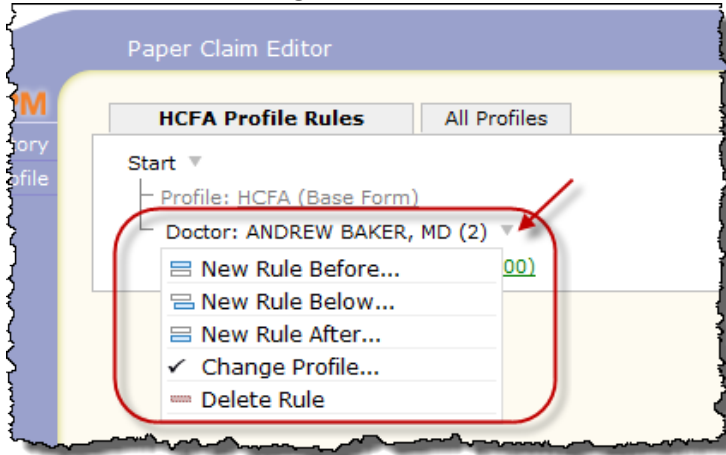 Paper Claim Editor
PM
ory
ofile
HCFA Profile Rules All Profiles
Start
Profile: HCFA (Base Form)
Doctor: ANDREW BAKER, MD (2)
00)
New Rule Before...
New Rule Below...
New Rule After...
Change Profile...
Delete Rule